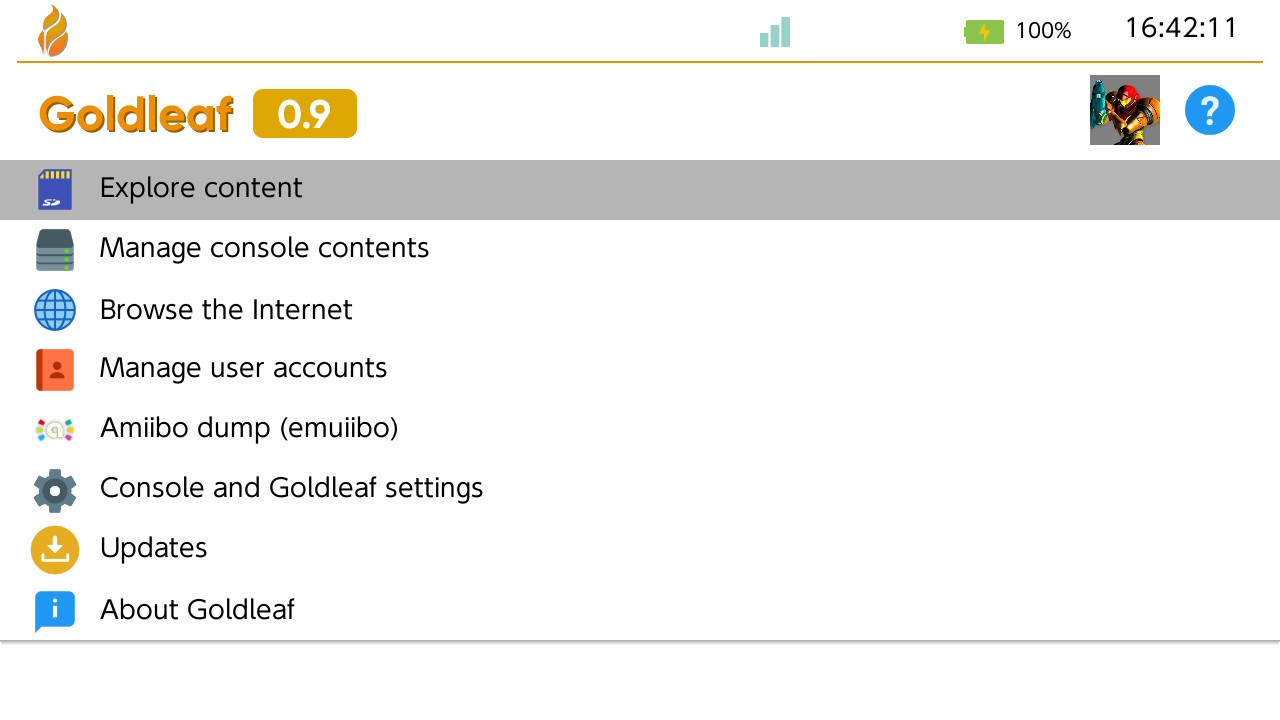 100%
16:42:11
Goldleaf 0.9
?
Explore content
Manage console contents
Browse the Internet
Manage user accounts
Amiibo dump (emuiibo)
Console and Goldleaf settings
Updates
About Goldleaf